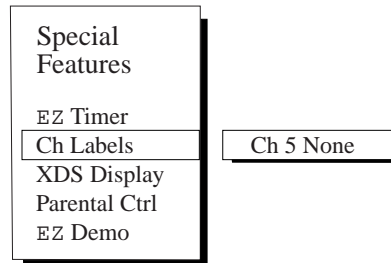 Special
Features
EZ Timer
Ch Labels
Ch 5 None
XDS Display
Parental Ctrl
EZ Demo